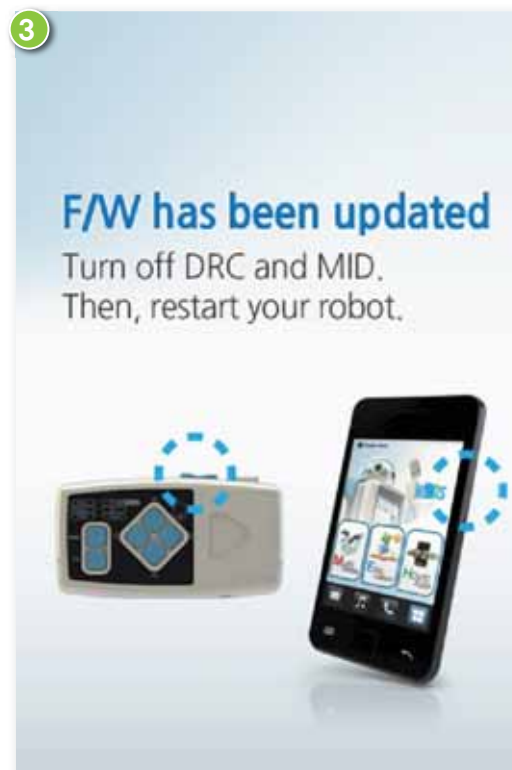 3
F/W has been updated
Turn off DRC and MID.
Then, restart your robot.